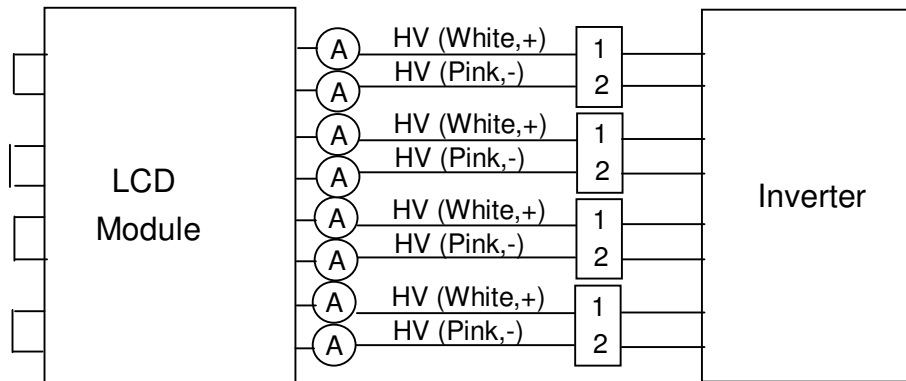 A HV (White,+) 1
A HV (Pink,-) 2
A HV (White,+) 1
A HV (Pink,-) 2
LCD
Module
Inverter
A HV (White,+) 1
A HV (Pink,-) 2
A HV (White,+) 1
A HV (Pink,-) 2